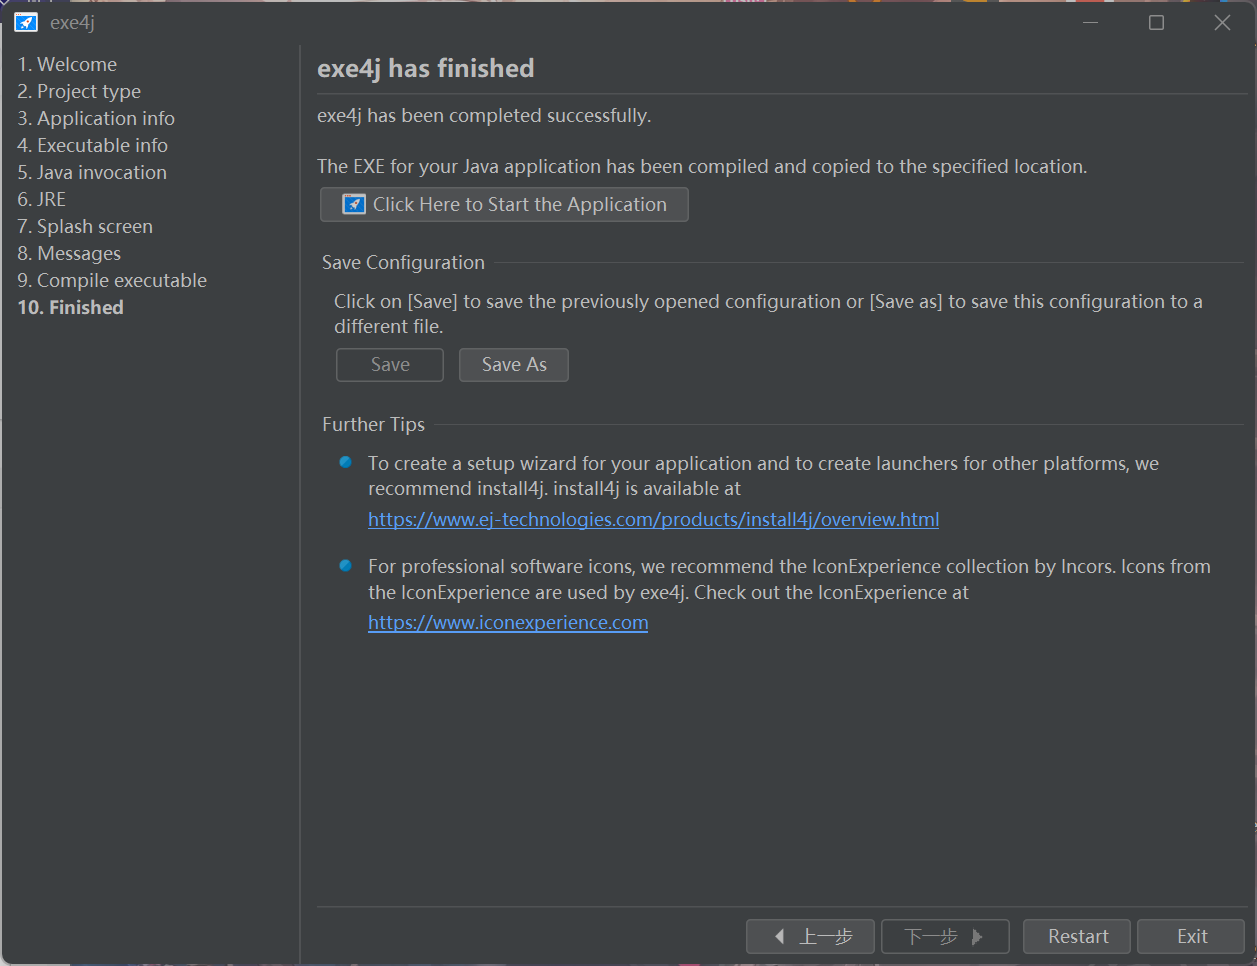 exe4j
1. Welcome
2. Project type
3. Application info
4. Executable info
5. Java invocation
6. JRE
7. Splash screen
8. Messages
9. Compile executable
10. Finished
exe4j has finished
exe4j has been completed successfully.
The EXE for your Java application has been compiled and copied to the specified location.
Click Here to Start the Application
Save Configuration
Click on [Save] to save the previously opened configuration or [Save as] to save this configuration to a
different file.
Save
Save As
Further Tips
To create a setup wizard for your application and to create launchers for other platforms, we
recommend install4j. install4j is available at
https://www.ej-technologies.com/products/install4j/overview.html
For professional software icons, we recommend the IconExperience collection by Incors. Icons from
the IconExperience are used by exe4j. Check out the IconExperience at
https://www.iconexperience.com
上一步
下一步
Restart
Exit